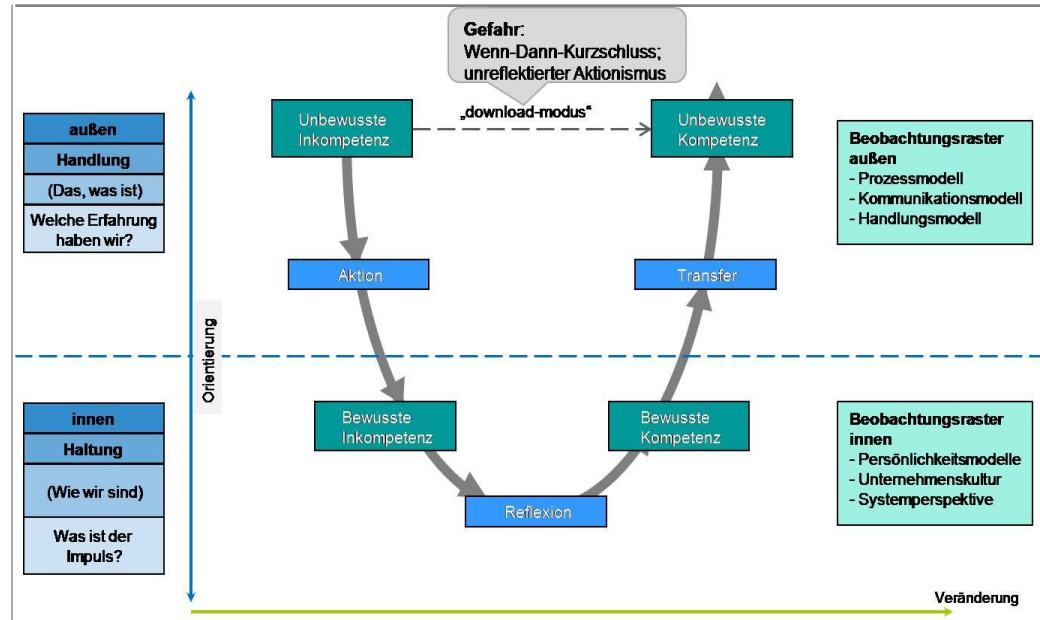 Gefahr:
Wenn-Dann-Kurzschluss;
unreflektierter Aktionismus
„download-modus“
Unbewusste
Inkompetenz
Unbewusste
Kompetenz
außen
Handlung
(Das, was ist)
Welche Erfahrung
haben wir?
Beobachtungsraster
außen
- Prozessmodell
- Kommunikationsmodell
- Handlungsmodell
Aktion
Transfer
Orientierung
innen
Haltung
(Wie wir sind)
Was ist der
Impuls?
Bewusste
Inkompetenz
Bewusste
Kompetenz
Reflexion
Beobachtungsraster
innen
- Persönlichkeitsmodelle
- Unternehmenskultur
- Systemperspektive
Veränderung